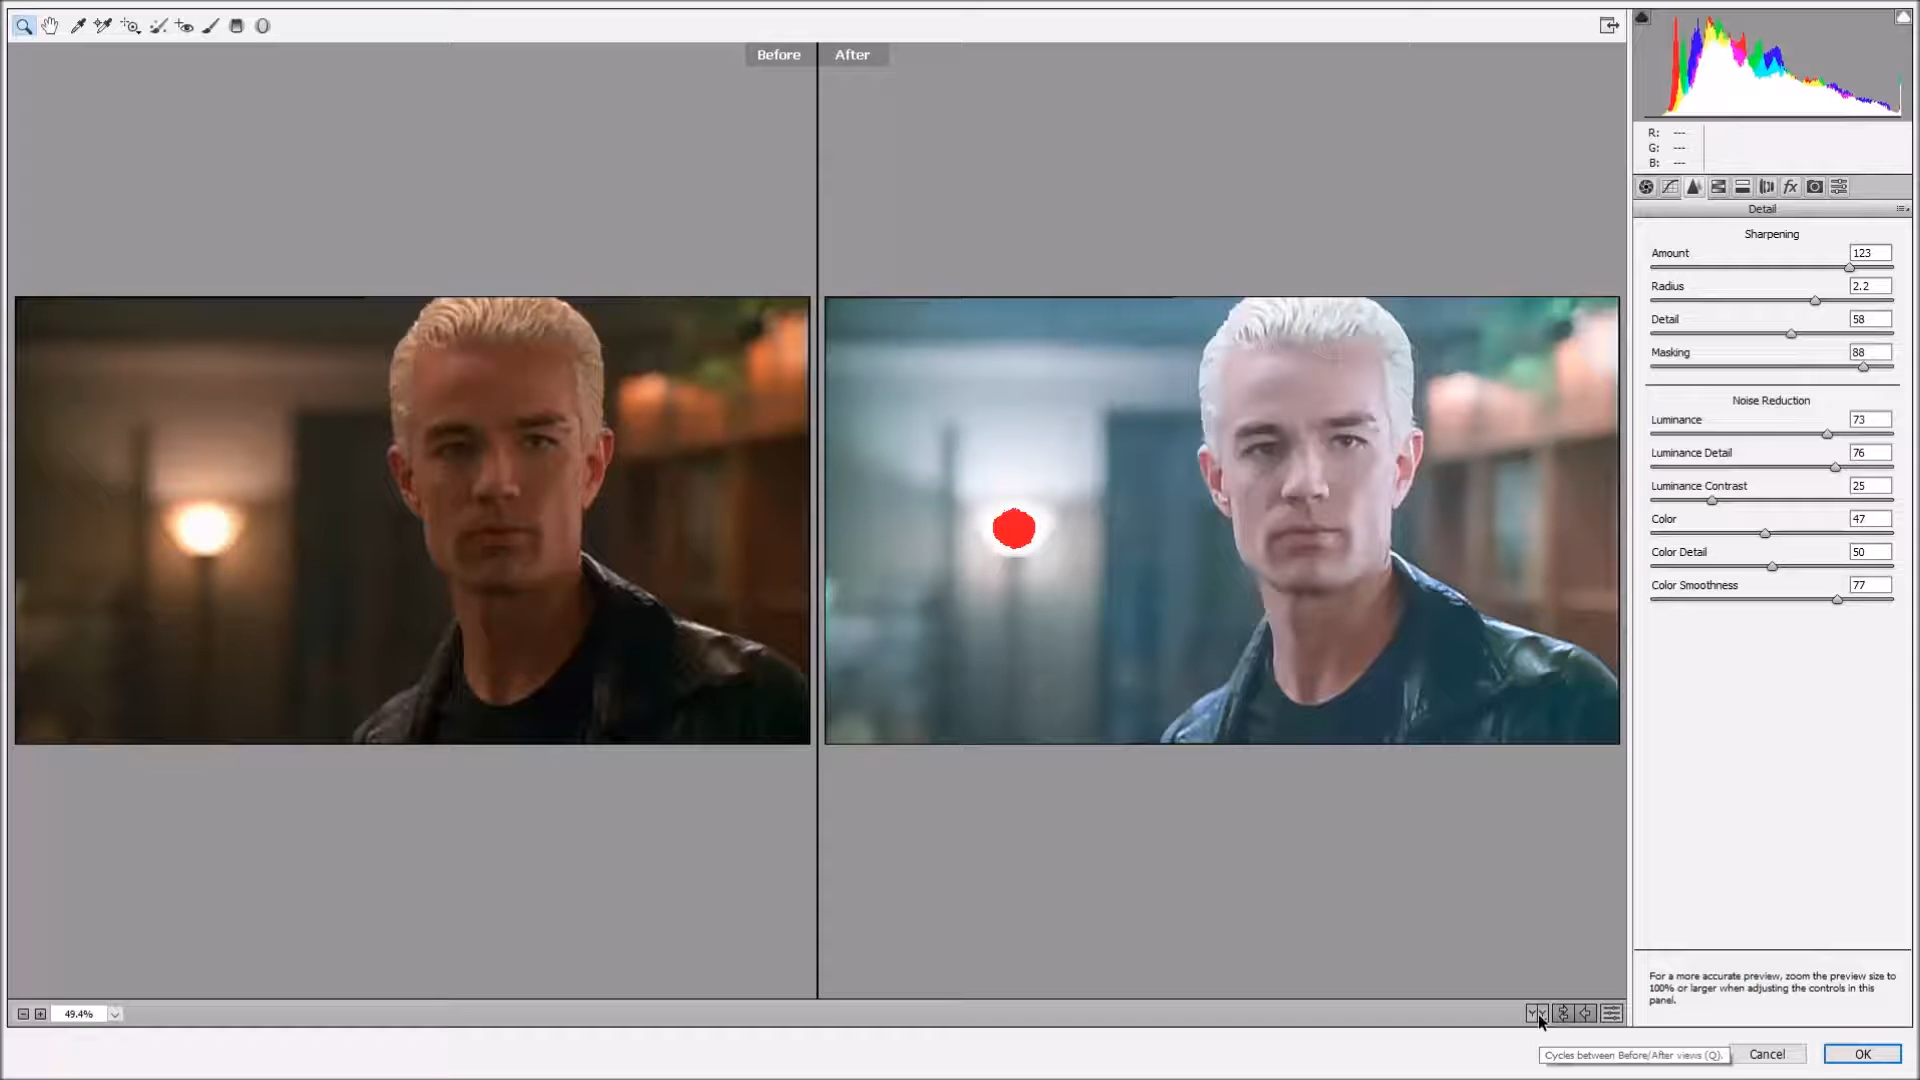 Before
After
R: ---
G: ---
B: ---
fx
Detail
Sharpening
Amount 123
Radius 2.2
Detail 58
Masking 88
Noise Reduction
Luminance 73
Luminance Detail 76
Luminance Contrast 25
Color 47
Color Detail 50
Color Smoothness 77
For a more accurate preview, zoom the preview size to
100% or larger when adjusting the controls in this
panel.
49.4%
Y Y
Cycles between Before/After views (Q).
Cancel
OK